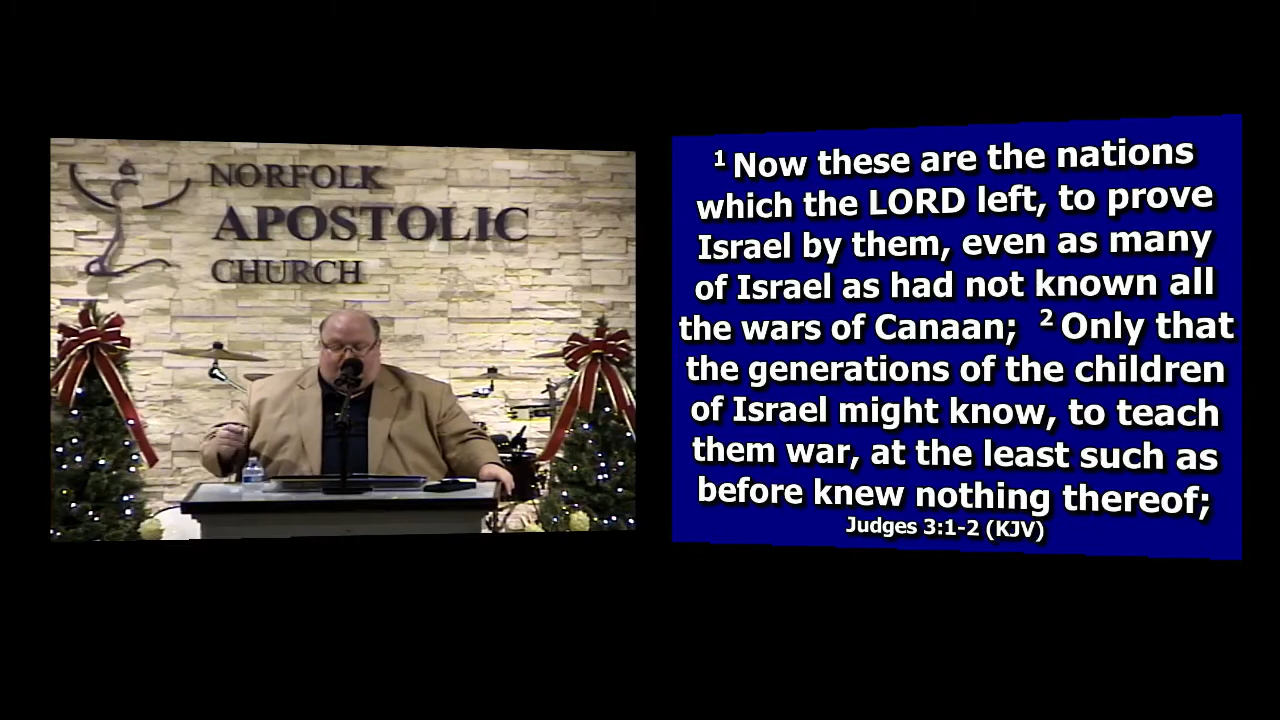 NORFOLK
APOSTOLIC
CHURCH
1 Now these are the nations
which the LORD left, to prove
Israel by them, even as many
of Israel as had not known all
the wars of Canaan; 2 Only that
the generations of the children
of Israel might know, to teach
them war, at the least such as
before knew nothing thereof;
Judges 3:1-2 (KJV)